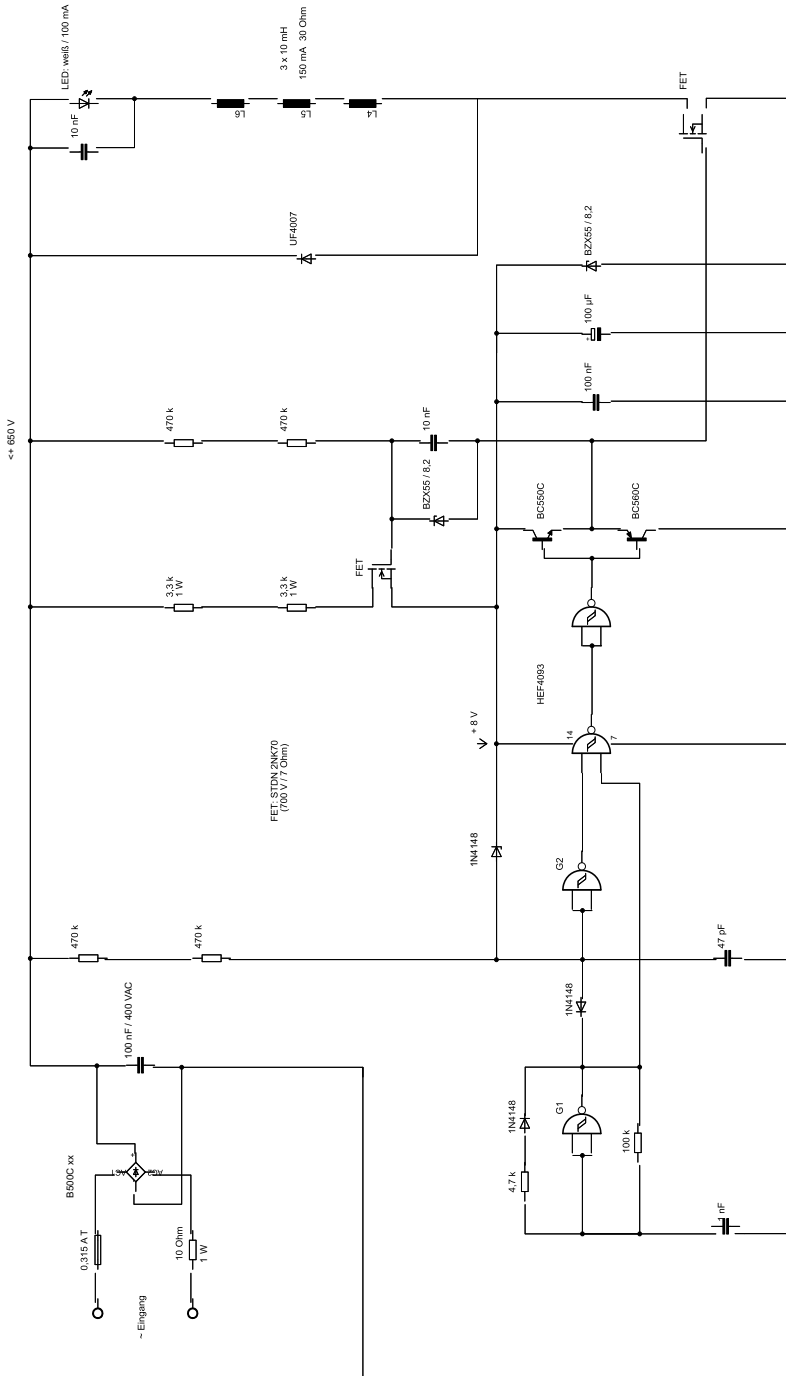 LED: weiß / 100 mA
10 nF
3 x 10 mH
150 mA 30 Ohm
L6
L5
L4
FET
UF4007
BZX55 / 8,2
100 µF
+
100 nF
<+ 650 V
470 k
470 k
10 nF
BZX55 / 8,2
BC550C
BC560C
3,3 k
1 W
3,3 k
1 W
FET
HEF4093
+ 8 V
14
7
FET: STDN 2NK70
(700 V / 7 Ohm)
1N4148
G2
470 k
470 k
47 pF
100 nF / 400 VAC
1N4148
1N4148
G1
4,7 k
100 k
1 nF
B500C xx
+
AC1
AC2
0,315 A T
10 Ohm
1 W
~ Eingang